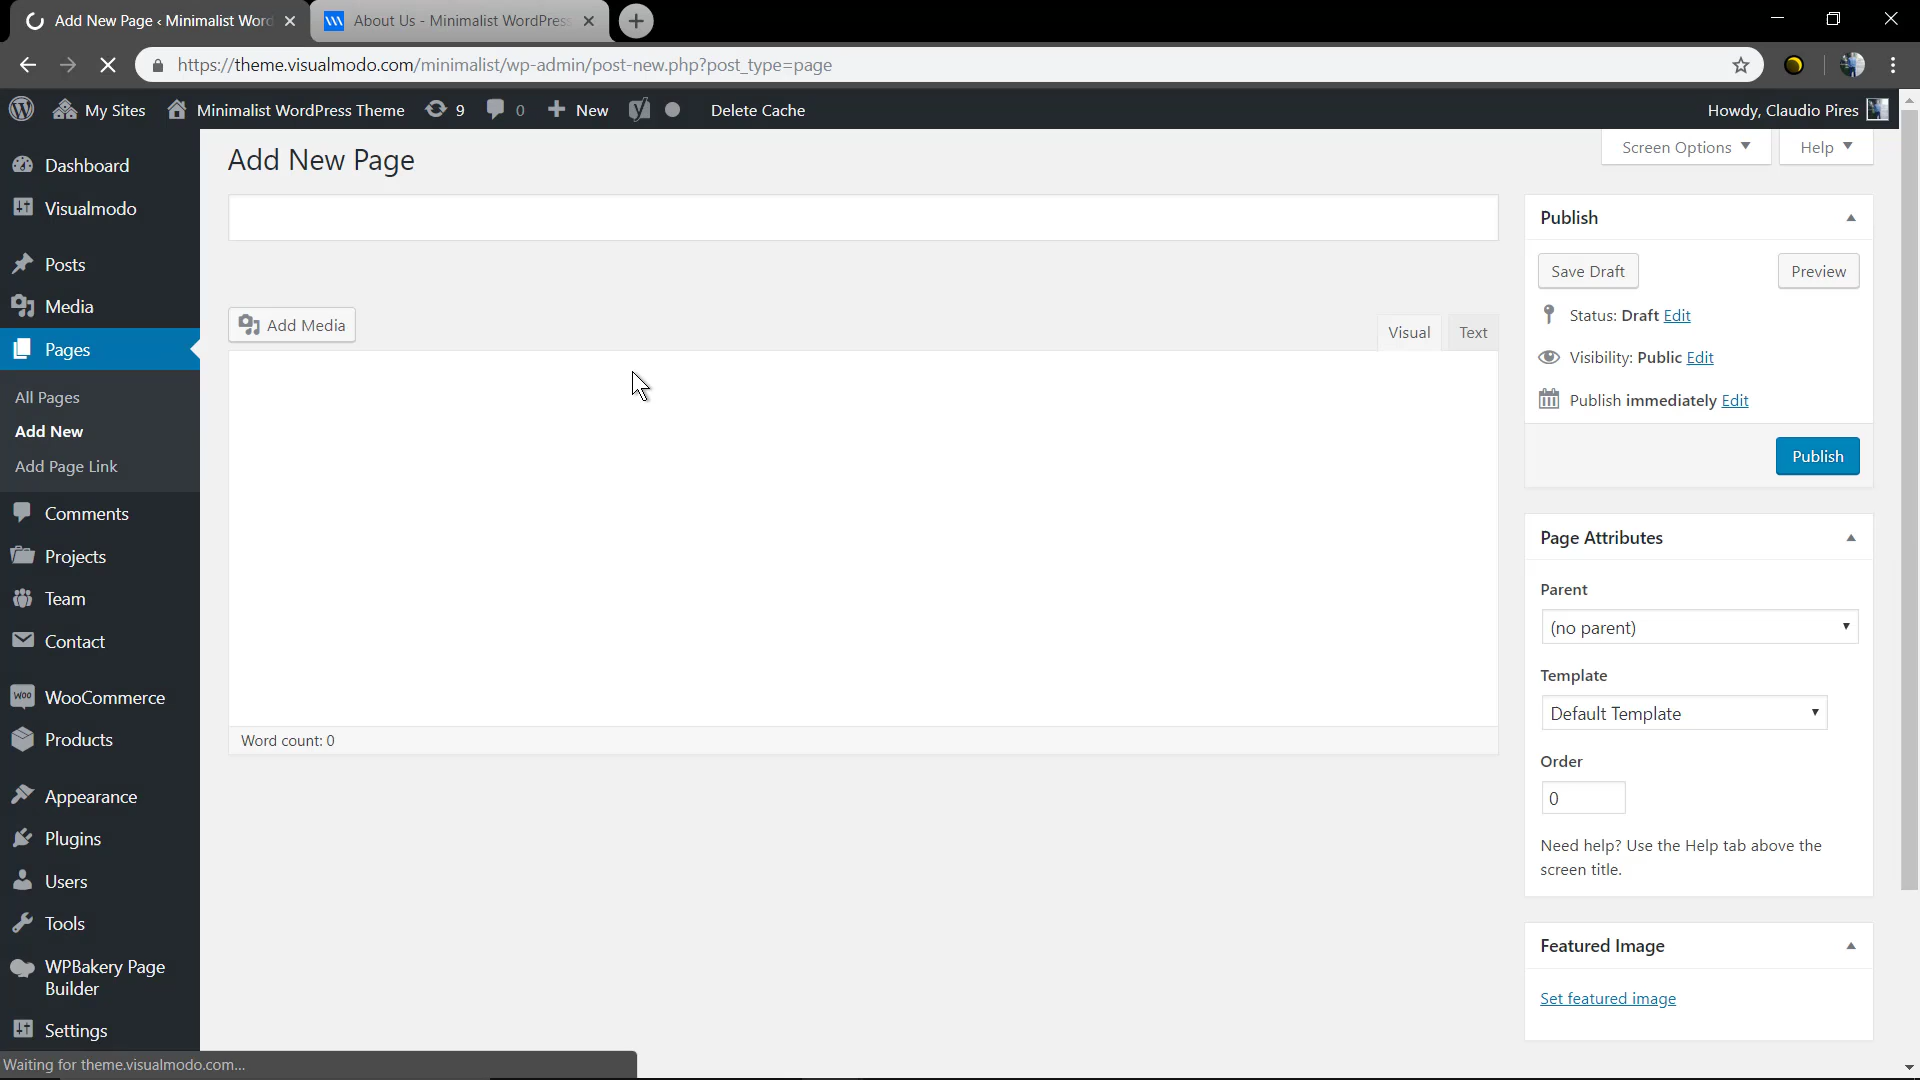 Add New Page ‹ Minimalist Word
About Us - Minimalist WordPress
https://theme.visualmodo.com/minimalist/wp-admin/post-new.php?post_type=page
My Sites
Minimalist WordPress Theme
9
0
New
Delete Cache
Howdy, Claudio Pires
Dashboard
Visualmodo
Posts
Media
Pages
All Pages
Add New
Add Page Link
Comments
Projects
Team
Contact
Woo
WooCommerce
Products
Appearance
Plugins
Users
Tools
WPBakery Page
Builder
Settings
Waiting for theme.visualmodo.com...
Add New Page
Screen Options
Help
Add Media
Visual
Text
Word count: 0
Publish
Save Draft
Preview
Status: Draft Edit
Visibility: Public Edit
Publish immediately Edit
Publish
Page Attributes
Parent
(no parent)
Template
Default Template
Order
0
Need help? Use the Help tab above the
screen title.
Featured Image
Set featured image